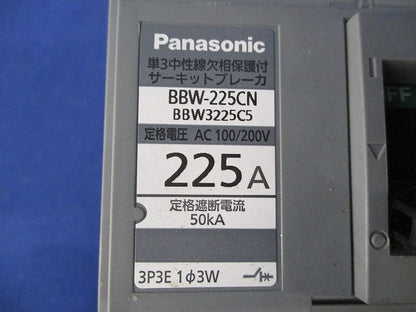 Panasonic
単3中性線欠相保護付
サーキットブレーカ
BBW-225CN
BBW3225C5
定格電圧 AC 100/200V
225A
定格遮断電流
50kA
3P3E 1φ3W
FF